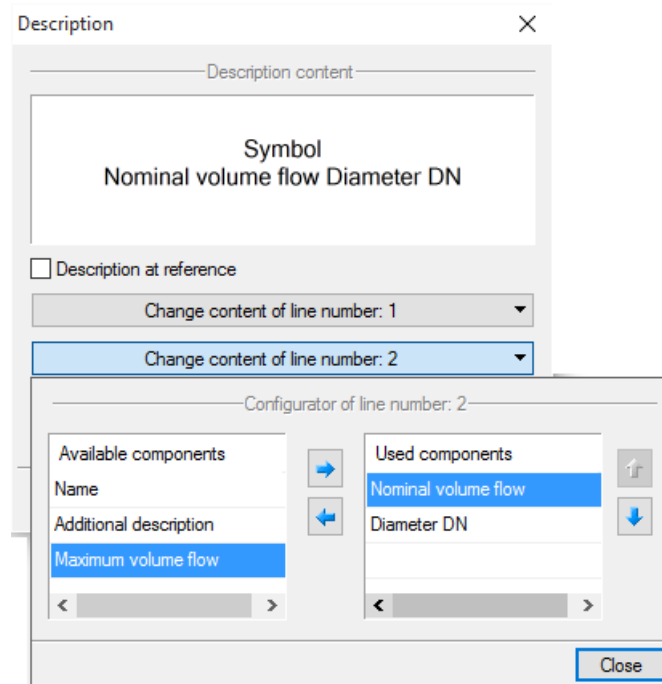 Description
Description content
Symbol
Nominal volume flow Diameter DN
Description at reference
Change content of line number: 1
Change content of line number: 2
Configurator of line number: 2
Available components
Name
Additional description
Maximum volume flow
Used components
Nominal volume flow
Diameter DN
Close